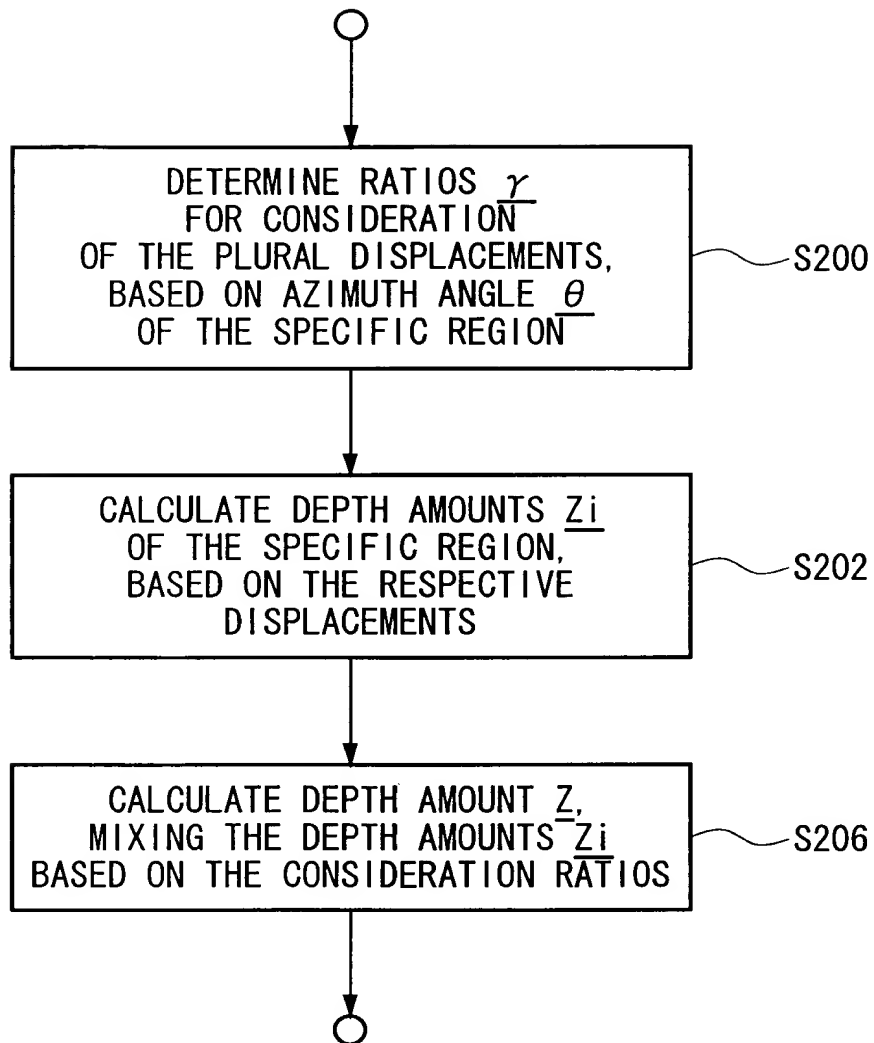 DETERMINE RATIOS γ
FOR CONSIDERATION
OF THE PLURAL DISPLACEMENTS,
BASED ON AZIMUTH ANGLE θ
OF THE SPECIFIC REGION
S200
CALCULATE DEPTH AMOUNTS Zi
OF THE SPECIFIC REGION,
BASED ON THE RESPECTIVE
DISPLACEMENTS
S202
CALCULATE DEPTH AMOUNT Z,
MIXING THE DEPTH AMOUNTS Zi
BASED ON THE CONSIDERATION RATIOS
S206